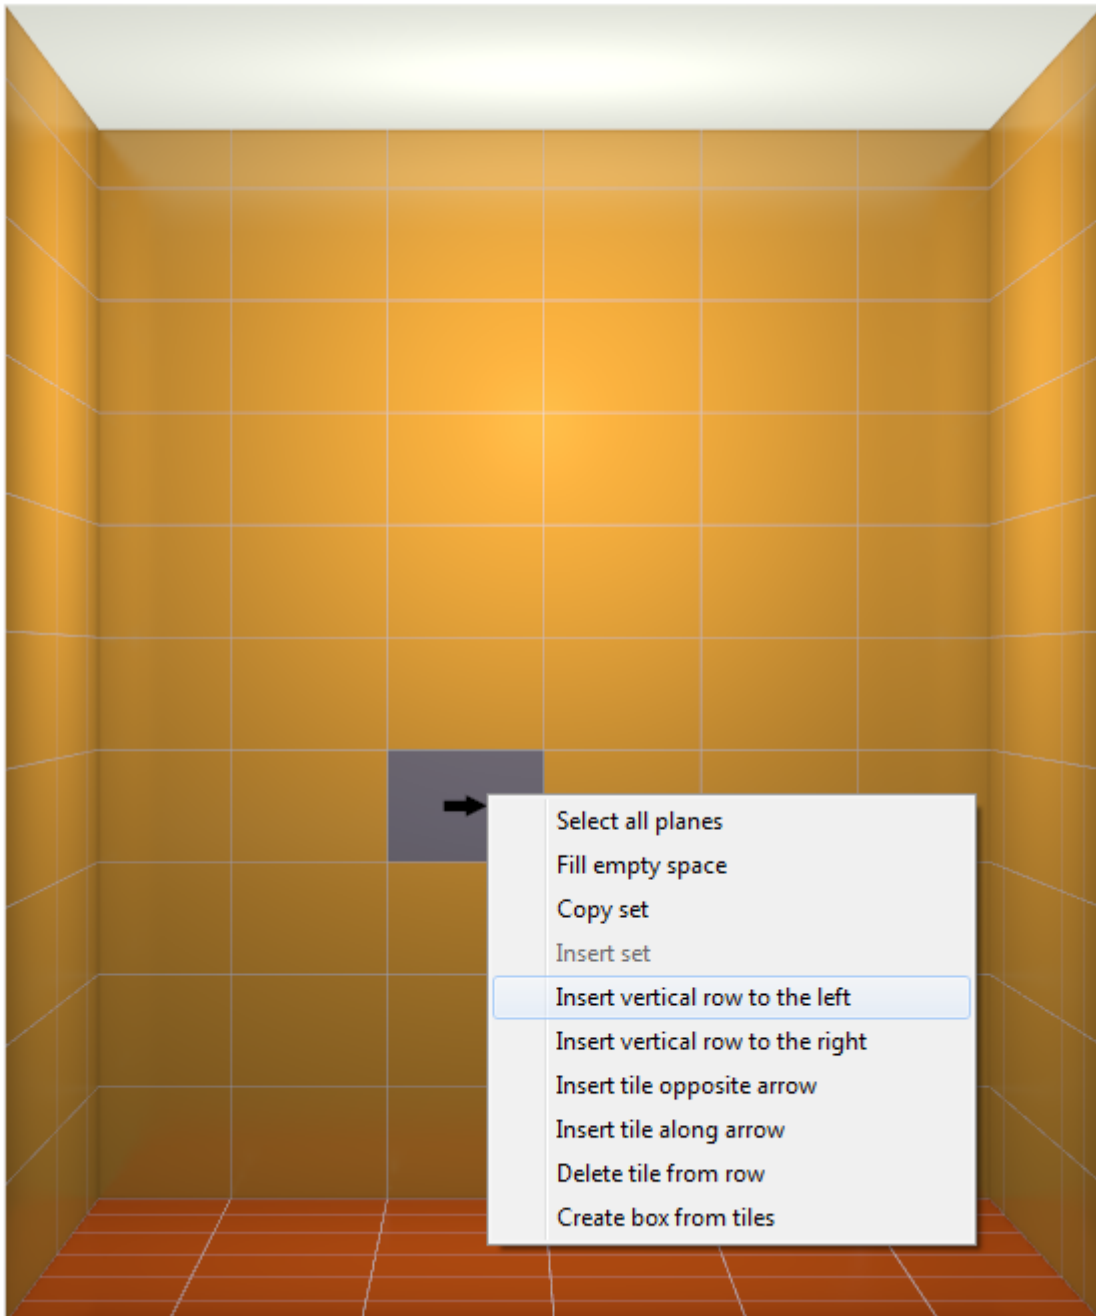 Select all planes
Fill empty space
Copy set
Insert set
Insert vertical row to the left
Insert vertical row to the right
Insert tile opposite arrow
Insert tile along arrow
Delete tile from row
Create box from tiles